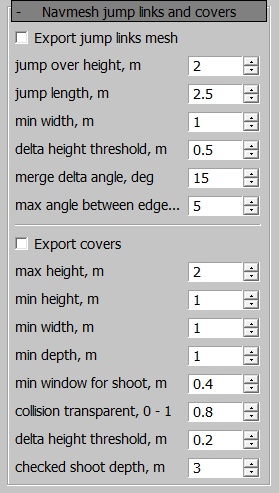 - Navmesh jump links and covers
Export jump links mesh
jump over height, m 2
jump length, m 2.5
min width, m 1
delta height threshold, m 0.5
merge delta angle, deg 15
max angle between edge... 5
Export covers
max height, m 2
min height, m 1
min width, m 1
min depth, m 1
min window for shoot, m 0.4
collision transparent, 0 - 1 0.8
delta height threshold, m 0.2
checked shoot depth, m 3